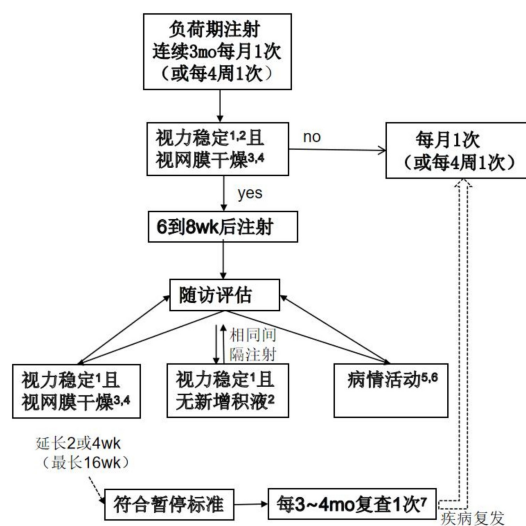 负荷期注射
连续3mo每月1次
（或每4周1次）
视力稳定1,2且
视网膜干燥3,4
no
每月1次
（或每4周1次）
yes
6到8wk后注射
随访评估
相同间
隔注射
视力稳定1且
视网膜干燥3,4
视力稳定1且
无新增积液2
病情活动5,6
延长2或4wk
（最长16wk）
符合暂停标准
每3~4mo复查1次7
疾病复发